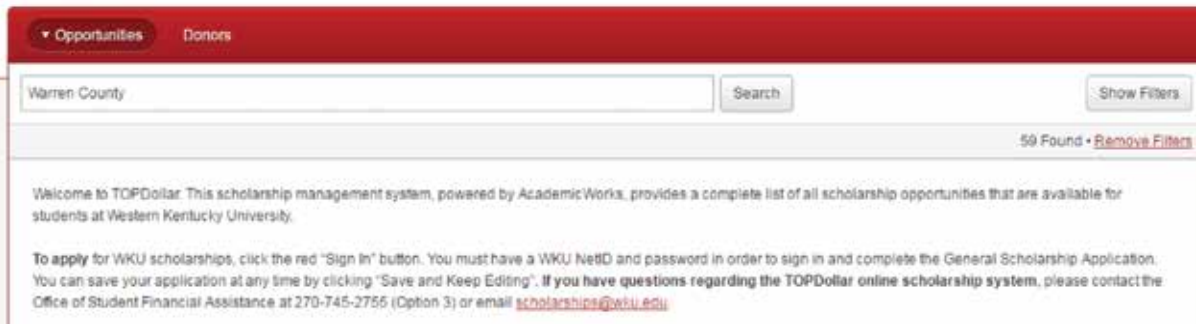 ▾ Opportunities Donors
Warren County Search Show Filters
59 Found • Remove Filters
Welcome to TOPDollar. This scholarship management system, powered by AcademicWorks, provides a complete list of all scholarship opportunities that are available for
students at Western Kentucky University.
To apply for WKU scholarships, click the red "Sign In" button. You must have a WKU NetID and password in order to sign in and complete the General Scholarship Application.
You can save your application at any time by clicking "Save and Keep Editing". If you have questions regarding the TOPDollar online scholarship system, please contact the
Office of Student Financial Assistance at 270-745-2755 (Option 3) or email scholarships@wku.edu.